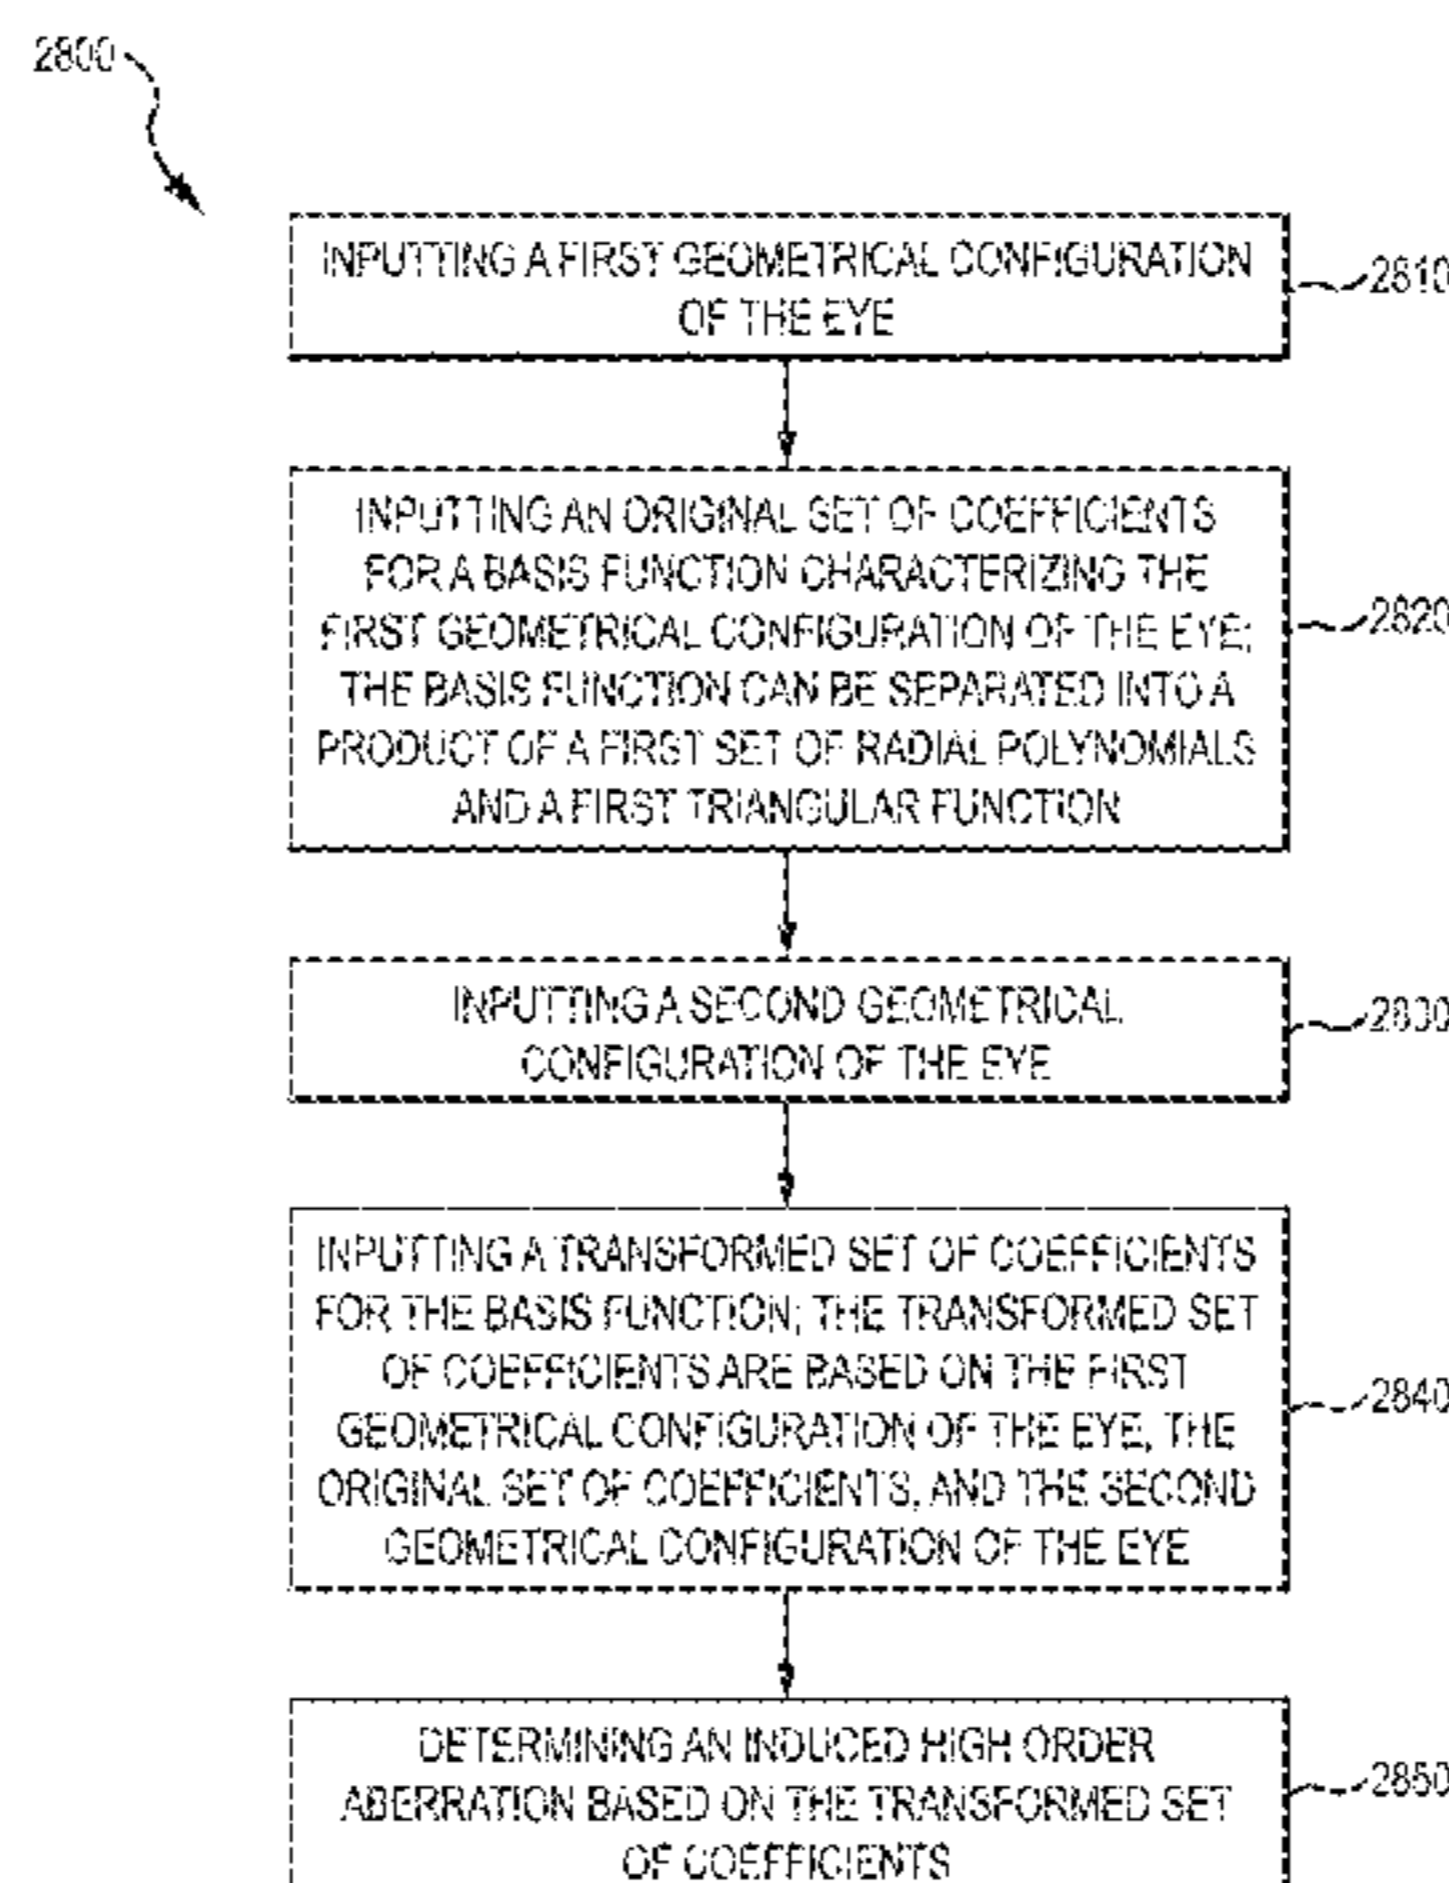 2800
INPUTTING A FIRST GEOMETRICAL CONFIGURATION
OF THE EYE
2810
INPUTTING AN ORIGINAL SET OF COEFFICIENTS
FOR A BASIS FUNCTION CHARACTERIZING THE
FIRST GEOMETRICAL CONFIGURATION OF THE EYE;
THE BASIS FUNCTION CAN BE SEPARATED INTO A
PRODUCT OF A FIRST SET OF RADIAL POLYNOMIALS
AND A FIRST TRIANGULAR FUNCTION
2820
INPUTTING A SECOND GEOMETRICAL
CONFIGURATION OF THE EYE
2830
INPUTTING A TRANSFORMED SET OF COEFFICIENTS
FOR THE BASIS FUNCTION; THE TRANSFORMED SET
OF COEFFICIENTS ARE BASED ON THE FIRST
GEOMETRICAL CONFIGURATION OF THE EYE, THE
ORIGINAL SET OF COEFFICIENTS, AND THE SECOND
GEOMETRICAL CONFIGURATION OF THE EYE
2840
DETERMINING AN INDUCED HIGH ORDER
ABERRATION BASED ON THE TRANSFORMED SET
OF COEFFICIENTS
2850